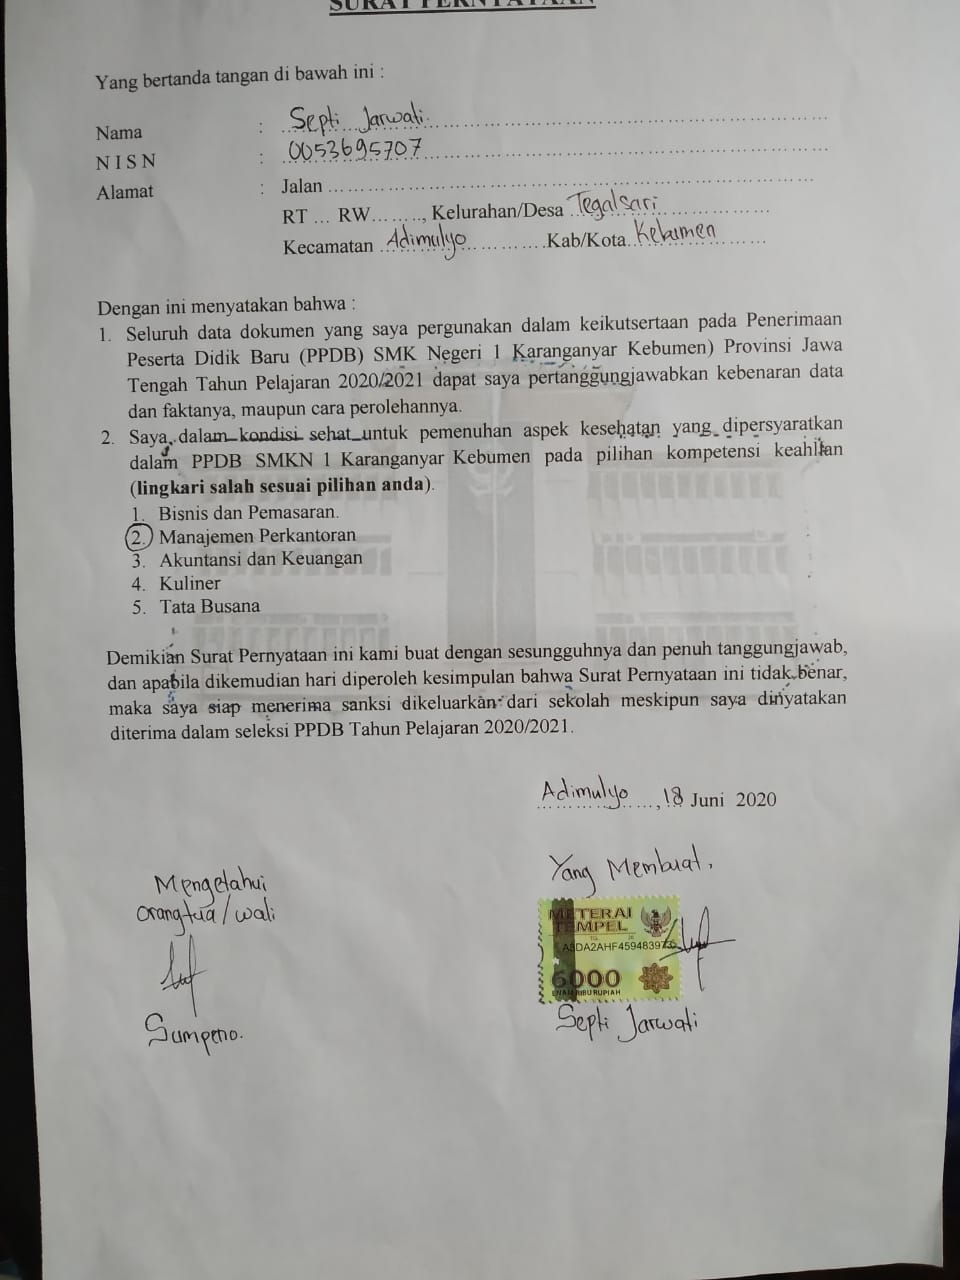 SURAT PERNYATAAN
Yang bertanda tangan di bawah ini :
Nama : Septi Jarwati
NISN : 0053695707
Alamat : Jalan
RT ... RW........, Kelurahan/Desa Tegalsari
Kecamatan Adimulyo Kab/Kota Kebumen
Dengan ini menyatakan bahwa :
1. Seluruh data dokumen yang saya pergunakan dalam keikutsertaan pada Penerimaan
Peserta Didik Baru (PPDB) SMK Negeri 1 Karanganyar Kebumen) Provinsi Jawa
Tengah Tahun Pelajaran 2020/2021 dapat saya pertanggungjawabkan kebenaran data
dan faktanya, maupun cara perolehannya.
2. Saya dalam kondisi sehat untuk pemenuhan aspek kesehatan yang dipersyaratkan
dalam PPDB SMKN 1 Karanganyar Kebumen pada pilihan kompetensi keahlian
(lingkari salah sesuai pilihan anda).
1. Bisnis dan Pemasaran.
2. Manajemen Perkantoran
3. Akuntansi dan Keuangan
4. Kuliner
5. Tata Busana
Demikian Surat Pernyataan ini kami buat dengan sesungguhnya dan penuh tanggungjawab,
dan apabila dikemudian hari diperoleh kesimpulan bahwa Surat Pernyataan ini tidak benar,
maka saya siap menerima sanksi dikeluarkan dari sekolah meskipun saya dinyatakan
diterima dalam seleksi PPDB Tahun Pelajaran 2020/2021.
Adimulyo, 18 Juni 2020
Mengetahui
orangtua/wali
Sumpeno.
Yang Membuat,
METERAI
TEMPEL
6000
ENAM RIBU RUPIAH
Septi Jarwati